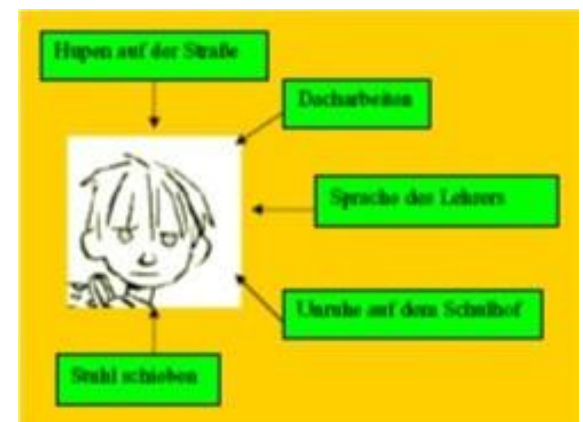 Hupen auf der Straße
Dacharbeiten
Sprache des Lehrers
Unruhe auf dem Schulhof
Stuhl schieben